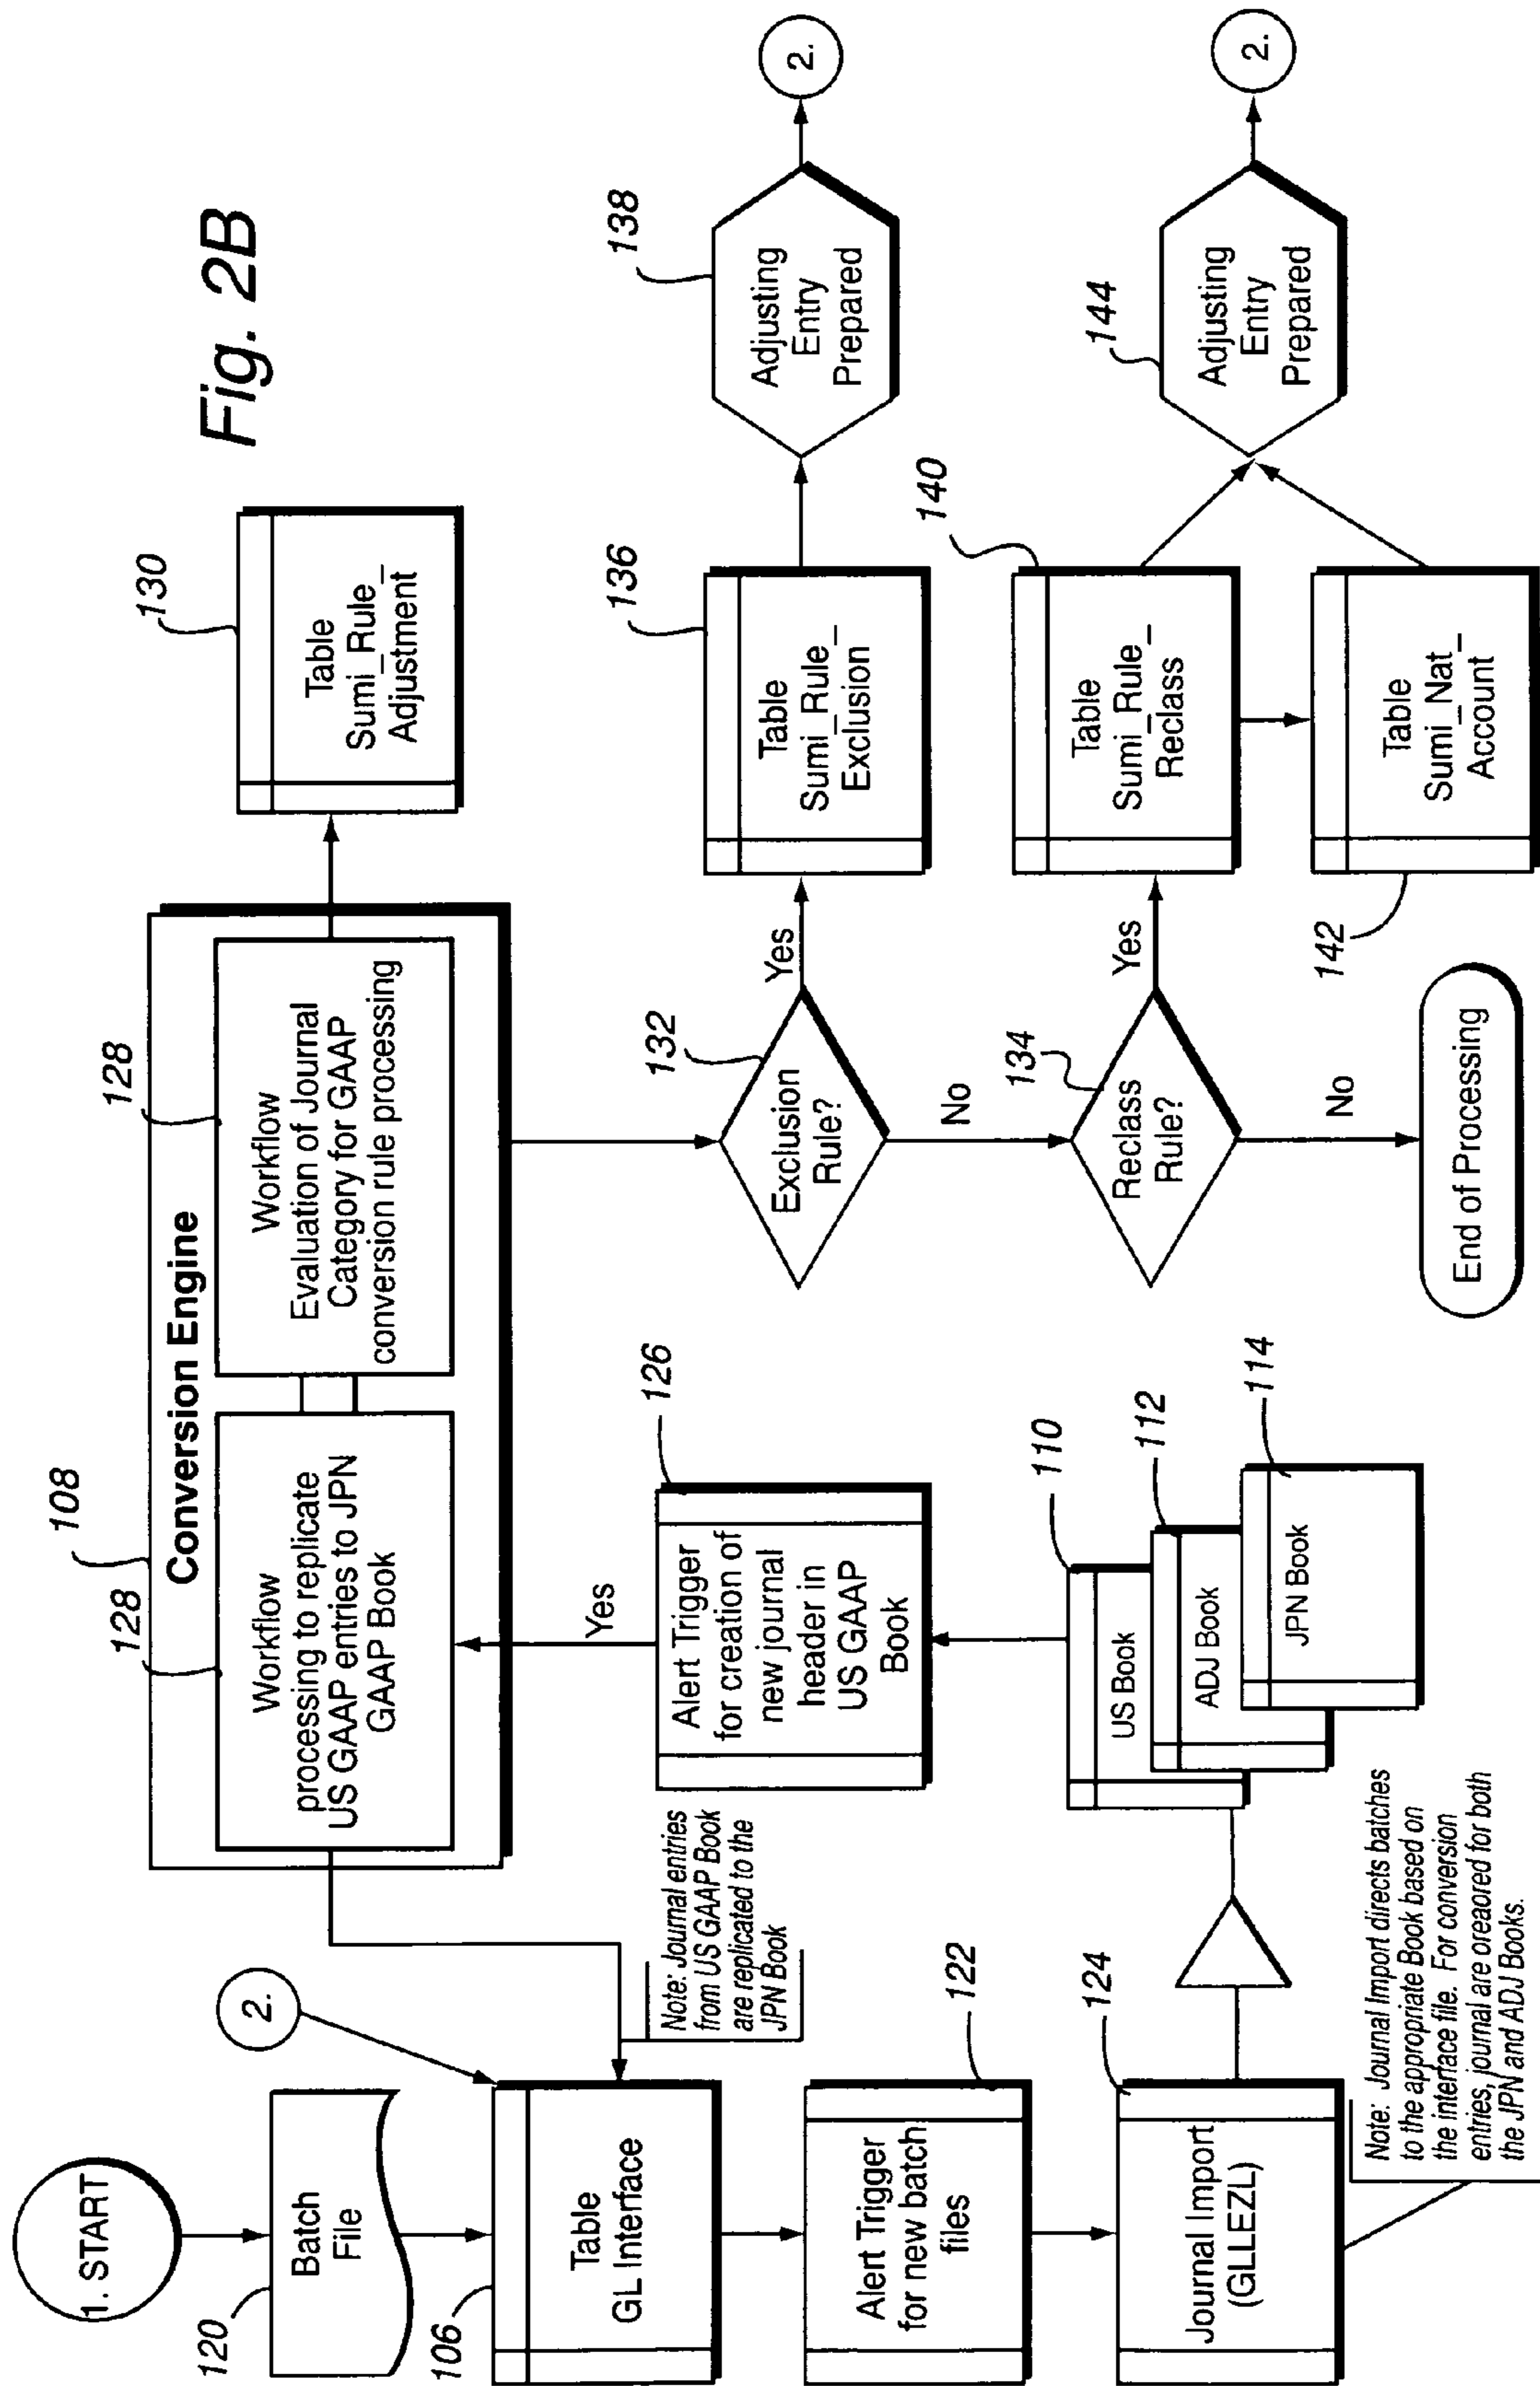 Fig. 2B
1. START
120
Batch
File
2.
106
Table
GL Interface
Note: Journal entries
from US GAAP Book
are replicated to the
JPN Book
122
Alert Trigger
for new batch
files
124
Journal Import
(GLLEZL)
Note: Journal Import directs batches
to the appropriate Book based on
the interface file. For conversion
entries, journal are oreaored for both
the JPN and ADJ Books.
108
Conversion Engine
128
Workflow
processing to replicate
US GAAP entries to JPN
GAAP Book
128
Workflow
Evaluation of Journal
Category for GAAP
conversion rule processing
Yes
126
Alert Trigger
for creation of
new journal
header in
US GAAP
Book
110
US Book
112
ADJ Book
114
JPN Book
130
Table
Sumi_Rule_
Adjustment
132
Exclusion
Rule?
Yes
No
134
Reclass
Rule?
Yes
No
End of Processing
136
Table
Sumi_Rule_
Exclusion
138
Adjusting
Entry
Prepared
2.
140
Table
Sumi_Rule_
Reclass
142
Table
Sumi_Nat_
Account
144
Adjusting
Entry
Prepared
2.